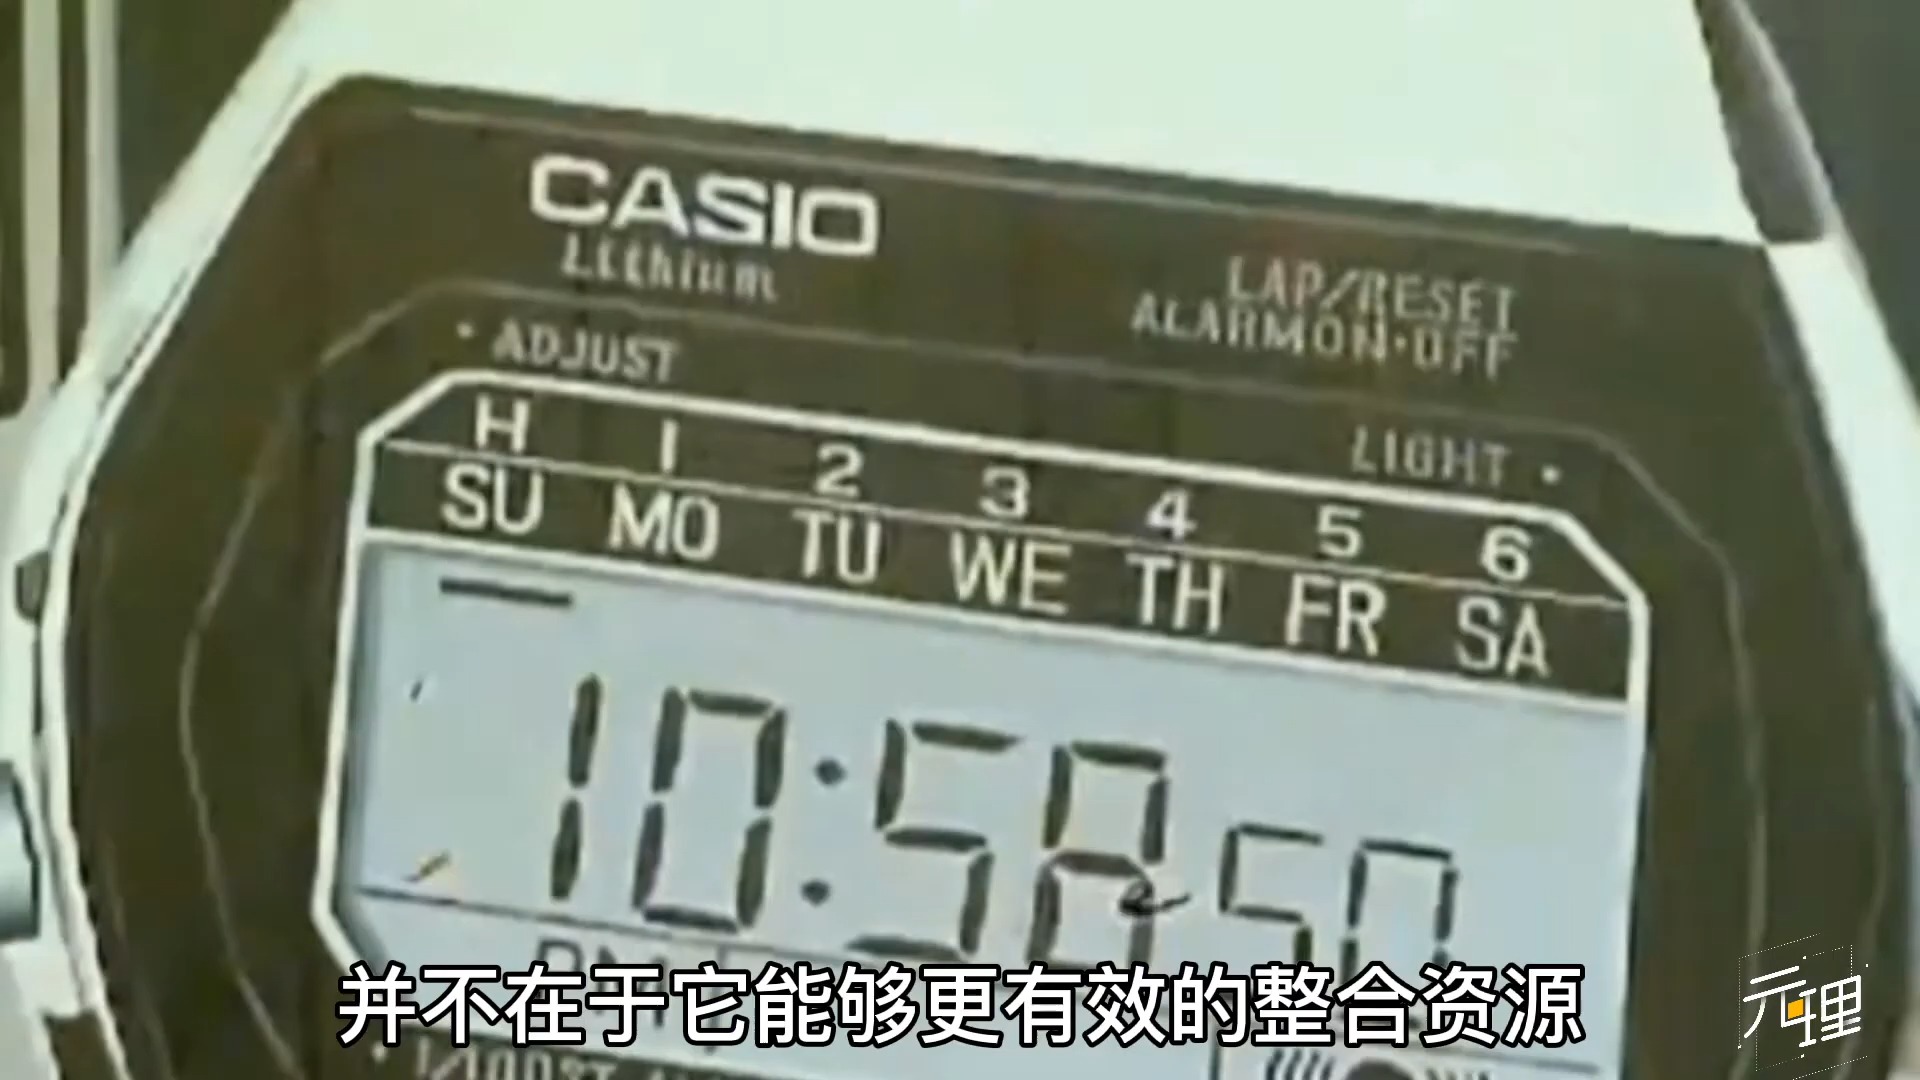 CASIO
Lithium
LAP/RESET
ALARMON·OFF
· ADJUST
LIGHT ·
H 1 2 3 4 5 6
SU MO TU WE TH FR SA
10:58 50
并不在于它能够更有效的整合资源
元理